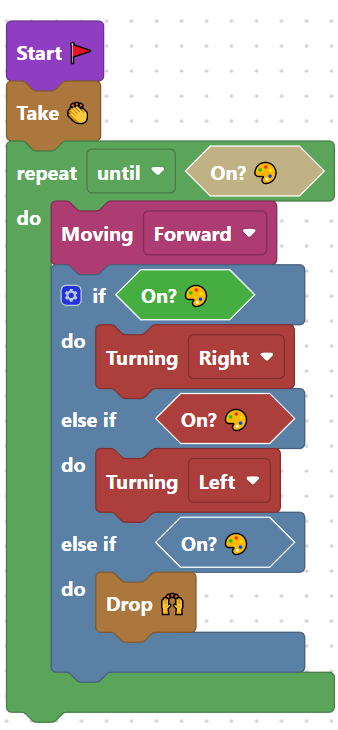 Start
Take
repeat until On?
do
Moving Forward
if On?
do
Turning Right
else if On?
do
Turning Left
else if On?
do
Drop